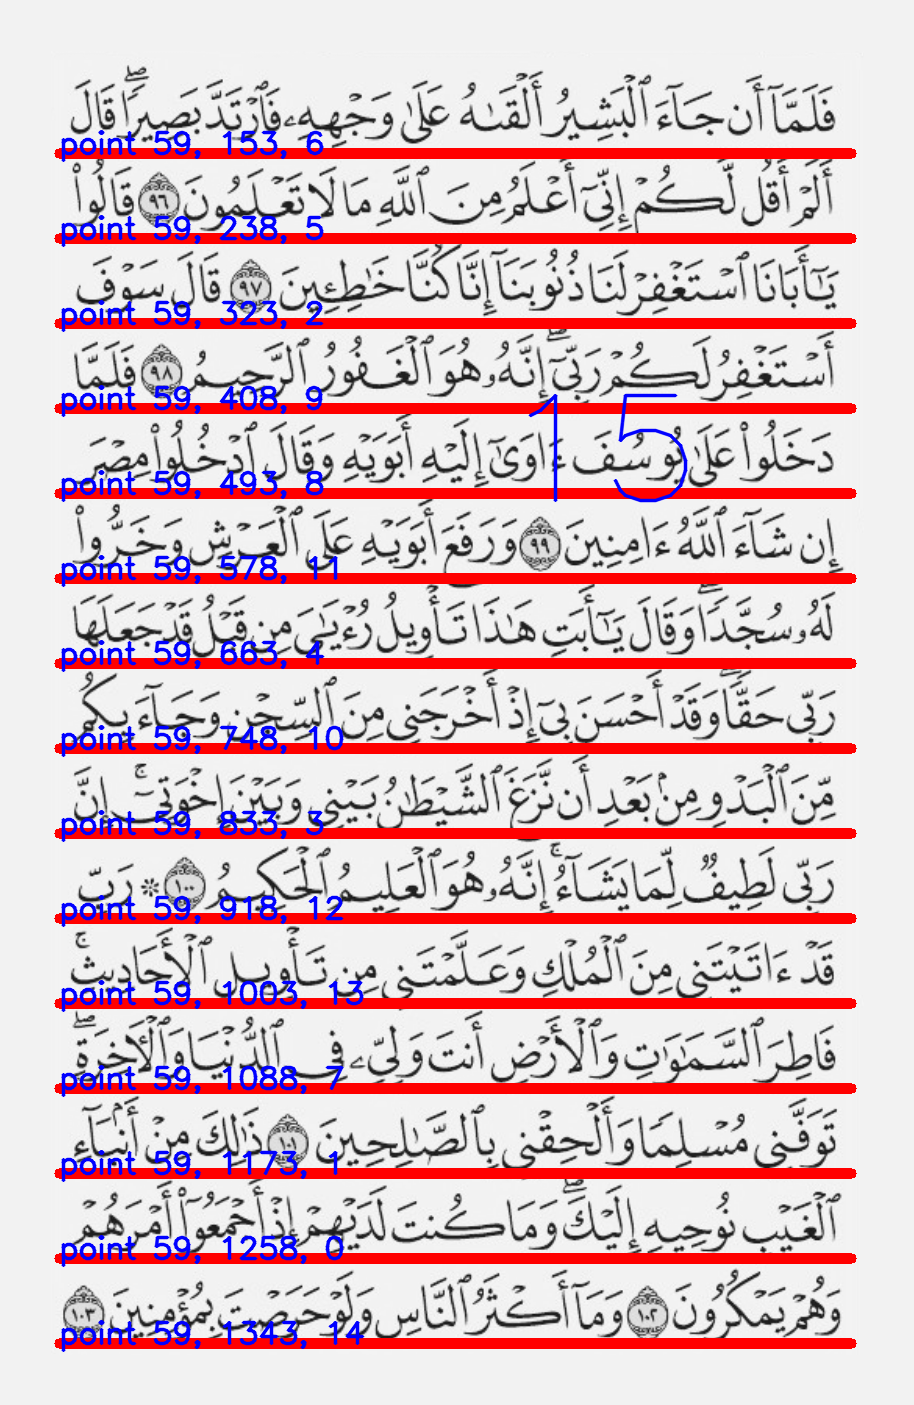 فَلَمَّآ أَن جَآءَ ٱلْبَشِيرُ أَلْقَىٰهُ عَلَىٰ وَجْهِهِۦ فَٱرْتَدَّ بَصِيرًۭا ۖ قَالَ
point 59, 153, 6
أَلَمْ أَقُل لَّكُمْ إِنِّىٓ أَعْلَمُ مِنَ ٱللَّهِ مَا لَا تَعْلَمُونَ ٩٦ قَالُوا۟
point 59, 238, 5
يَـٰٓأَبَانَا ٱسْتَغْفِرْ لَنَا ذُنُوبَنَآ إِنَّا كُنَّا خَـٰطِـِٔينَ ٩٧ قَالَ سَوْفَ
point 59, 323, 2
أَسْتَغْفِرُ لَكُمْ رَبِّىٓ ۖ إِنَّهُۥ هُوَ ٱلْغَفُورُ ٱلرَّحِيمُ ٩٨ فَلَمَّا
point 59, 408, 9
15
دَخَلُوا۟ عَلَىٰ يُوسُفَ ءَاوَىٰٓ إِلَيْهِ أَبَوَيْهِ وَقَالَ ٱدْخُلُوا۟ مِصْرَ
point 59, 493, 8
إِن شَآءَ ٱللَّهُ ءَامِنِينَ ٩٩ وَرَفَعَ أَبَوَيْهِ عَلَى ٱلْعَرْشِ وَخَرُّوا۟
point 59, 578, 11
لَهُۥ سُجَّدًۭا ۖ وَقَالَ يَـٰٓأَبَتِ هَـٰذَا تَأْوِيلُ رُءْيَـٰىَ مِن قَبْلُ قَدْ جَعَلَهَا
point 59, 663, 4
رَبِّى حَقًّۭا ۖ وَقَدْ أَحْسَنَ بِىٓ إِذْ أَخْرَجَنِى مِنَ ٱلسِّجْنِ وَجَآءَ بِكُم
point 59, 748, 10
مِّنَ ٱلْبَدْوِ مِنۢ بَعْدِ أَن نَّزَغَ ٱلشَّيْطَـٰنُ بَيْنِى وَبَيْنَ إِخْوَتِىٓ ۚ إِنَّ
point 59, 833, 3
رَبِّى لَطِيفٌۭ لِّمَا يَشَآءُ ۚ إِنَّهُۥ هُوَ ٱلْعَلِيمُ ٱلْحَكِيمُ ١٠٠ ۞ رَبِّ
point 59, 918, 12
قَدْ ءَاتَيْتَنِى مِنَ ٱلْمُلْكِ وَعَلَّمْتَنِى مِن تَأْوِيلِ ٱلْأَحَادِيثِ ۚ
point 59, 1003, 13
فَاطِرَ ٱلسَّمَـٰوَٰتِ وَٱلْأَرْضِ أَنتَ وَلِىِّۦ فِى ٱلدُّنْيَا وَٱلْـَٔاخِرَةِ ۖ
point 59, 1088, 7
تَوَفَّنِى مُسْلِمًۭا وَأَلْحِقْنِى بِٱلصَّـٰلِحِينَ ١٠١ ذَٰلِكَ مِنْ أَنۢبَآءِ
point 59, 1173, 1
ٱلْغَيْبِ نُوحِيهِ إِلَيْكَ ۖ وَمَا كُنتَ لَدَيْهِمْ إِذْ أَجْمَعُوٓا۟ أَمْرَهُمْ
point 59, 1258, 0
وَهُمْ يَمْكُرُونَ ١٠٢ وَمَآ أَكْثَرُ ٱلنَّاسِ وَلَوْ حَرَصْتَ بِمُؤْمِنِينَ ١٠٣
point 59, 1343, 14